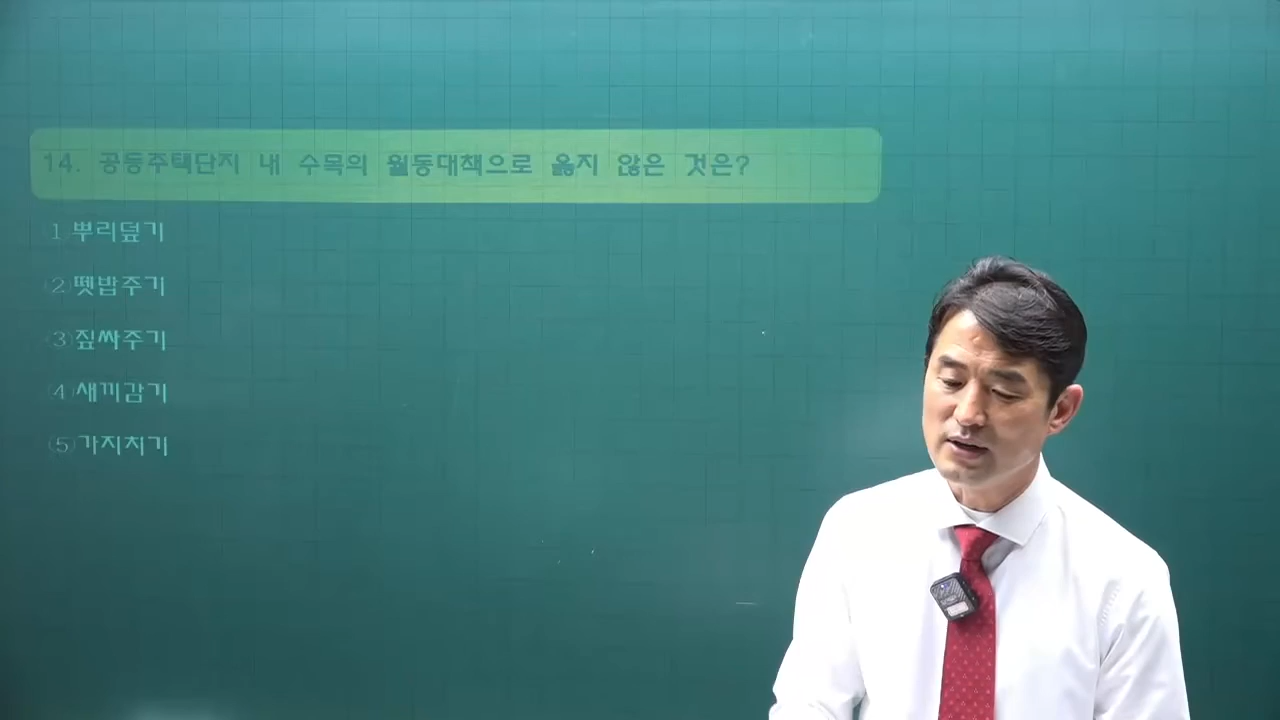 14. 공동주택단지 내 수목의 월동대책으로 옳지 않은 것은?
1 뿌리덮기
(2) 뗏밥주기
(3) 짚싸주기
(4) 새끼감기
(5) 가지치기